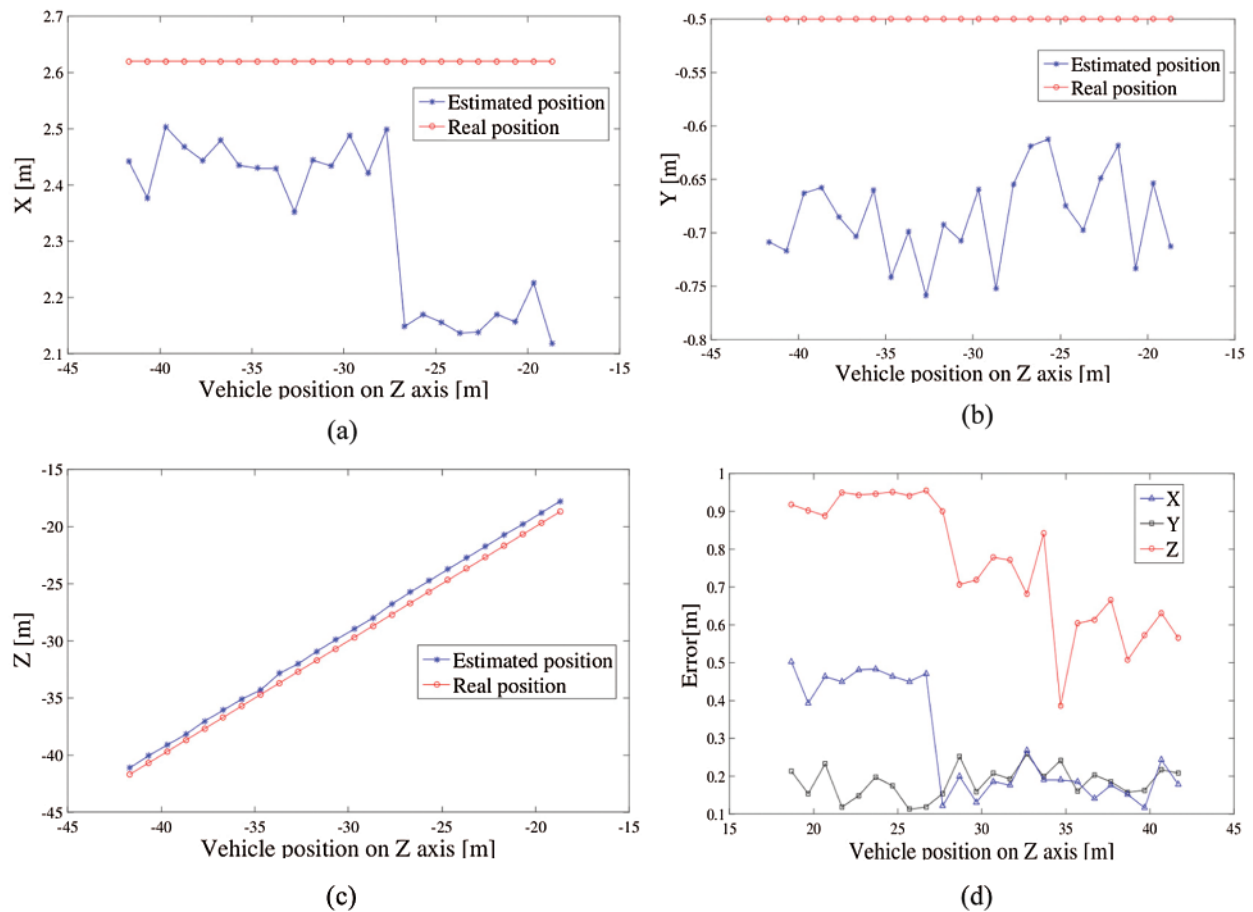 2.7
2.6
2.5
2.4
2.3
2.2
2.1
X [m]
Estimated position
Real position
-45 -40 -35 -30 -25 -20 -15
Vehicle position on Z axis [m]
(a)
-0.5
-0.55
-0.6
-0.65
-0.7
-0.75
-0.8
Y [m]
Estimated position
Real position
-45 -40 -35 -30 -25 -20 -15
Vehicle position on Z axis [m]
(b)
-15
-20
-25
-30
-35
-40
-45
Z [m]
Estimated position
Real position
-45 -40 -35 -30 -25 -20 -15
Vehicle position on Z axis [m]
(c)
1
0.9
0.8
0.7
0.6
0.5
0.4
0.3
0.2
0.1
Error[m]
X
Y
Z
15 20 25 30 35 40 45
Vehicle position on Z axis [m]
(d)